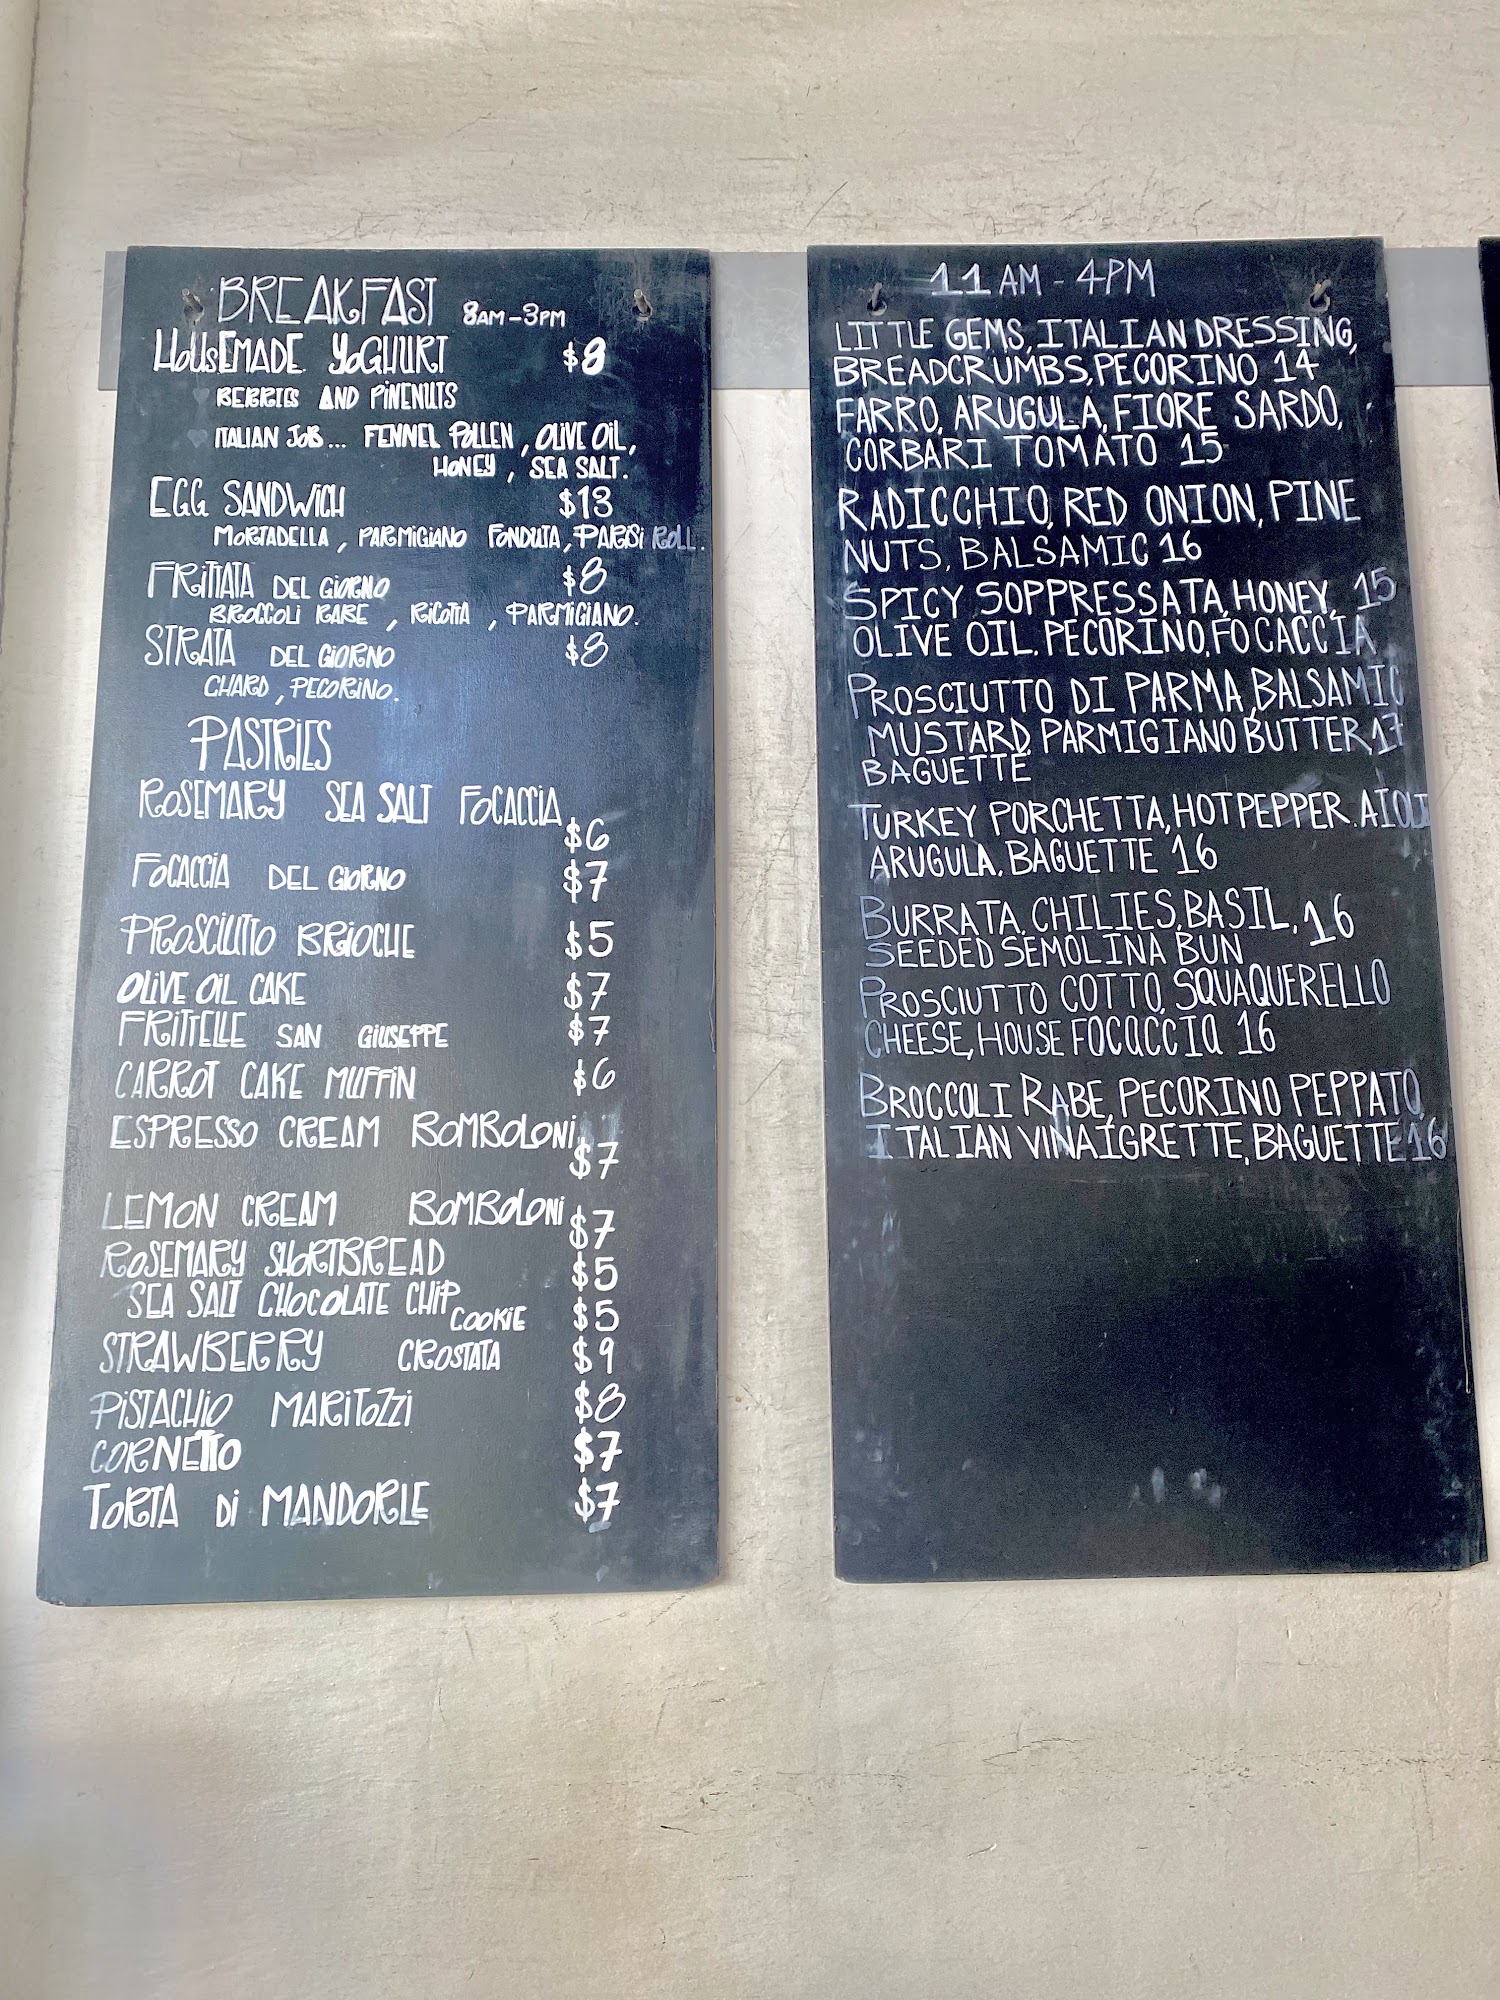 BREAKFAST 8AM-3PM
HOUSEMADE YOGHURT $8
BERRIES AND PINENUTS
ITALIAN JOB... FENNEL POLLEN, OLIVE OIL,
HONEY, SEA SALT.
EGG SANDWICH $13
MORTADELLA, PARMIGIANO FONDUTA, PARISI ROLL.
FRITTATA DEL GIORNO $8
BROCCOLI RABE, RICOTTA, PARMIGIANO.
STRATA DEL GIORNO $8
CHARD, PECORINO.
PASTRIES
ROSEMARY SEA SALT FOCACCIA
$6
FOCACCIA DEL GIORNO $7
PROSCIUTTO BRIOCHE $5
OLIVE OIL CAKE $7
FRITTELLE SAN GIUSEPPE $7
CARROT CAKE MUFFIN $6
ESPRESSO CREAM BOMBOLONI
$7
LEMON CREAM BOMBOLONI $7
ROSEMARY SHORTBREAD $5
SEA SALT CHOCOLATE CHIP
COOKIE $5
STRAWBERRY CROSTATA $9
PISTACHIO MARITOZZI $8
CORNETTO $7
TORTA DI MANDORLE $7
11 AM - 4PM
LITTLE GEMS, ITALIAN DRESSING,
BREADCRUMBS, PECORINO 14
FARRO, ARUGULA, FIORE SARDO,
CORBARI TOMATO 15
RADICCHIO, RED ONION, PINE
NUTS, BALSAMIC 16
SPICY SOPPRESSATA, HONEY, 15
OLIVE OIL, PECORINO, FOCACCIA
PROSCIUTTO DI PARMA, BALSAMIC
MUSTARD, PARMIGIANO BUTTER 17
BAGUETTE
TURKEY PORCHETTA, HOT PEPPER AIOLI
ARUGULA, BAGUETTE 16
BURRATA, CHILIES, BASIL, 16
SEEDED SEMOLINA BUN
PROSCIUTTO COTTO, SQUAQUERELLO
CHEESE, HOUSE FOCACCIA 16
BROCCOLI RABE, PECORINO PEPPATO,
ITALIAN VINAIGRETTE, BAGUETTE 16